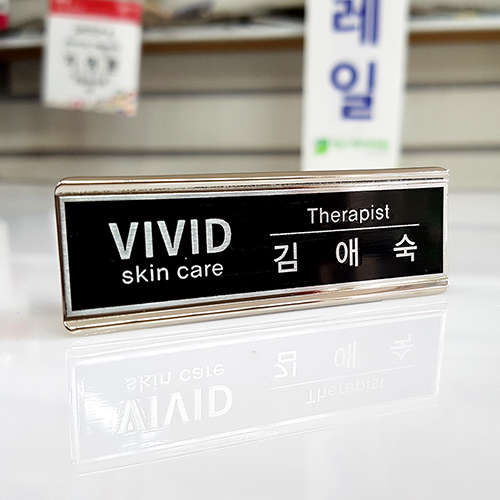 레
일
VIVID
skin care
Therapist
김 애 숙